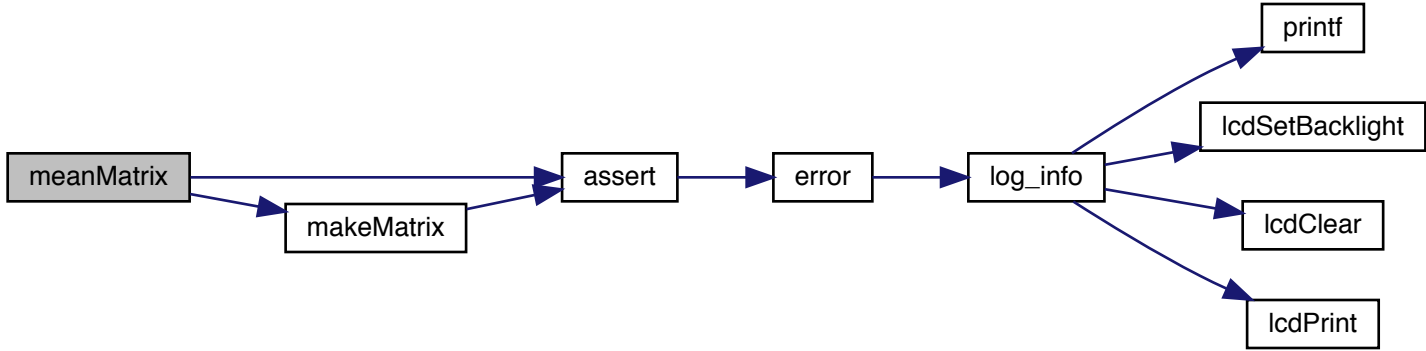 meanMatrix
makeMatrix
assert
error
log_info
printf
lcdSetBacklight
lcdClear
lcdPrint